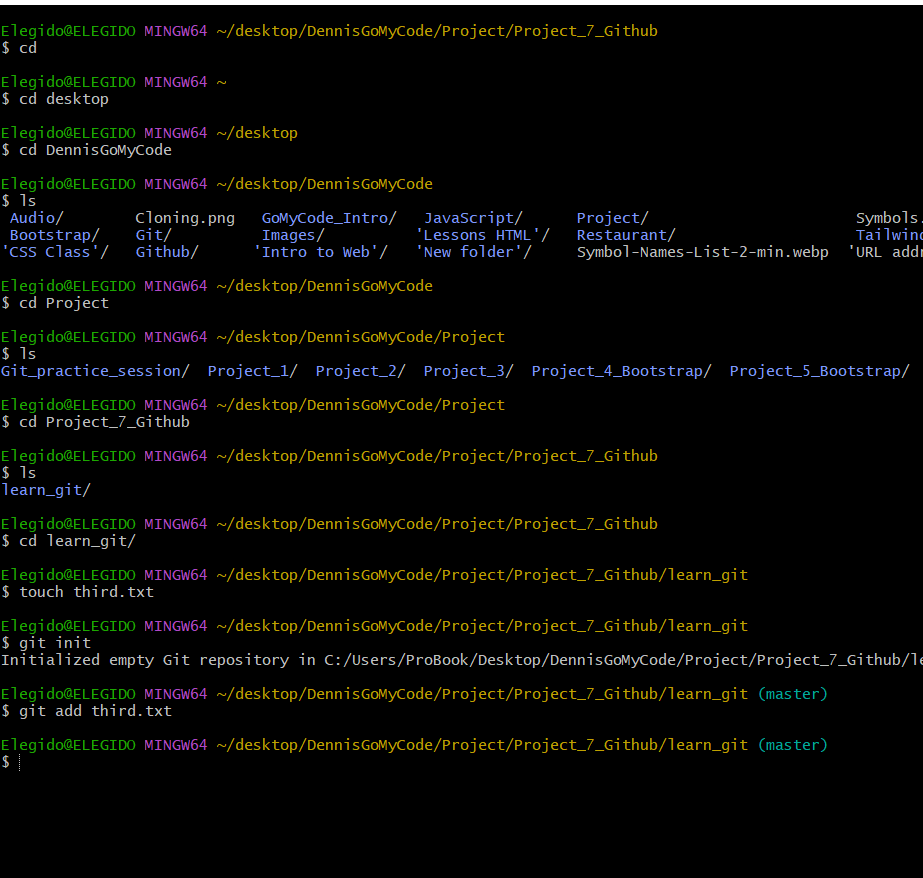 Elegido@ELEGIDO MINGW64 ~/desktop/DennisGoMyCode/Project/Project_7_Github
$ cd
Elegido@ELEGIDO MINGW64 ~
$ cd desktop
Elegido@ELEGIDO MINGW64 ~/desktop
$ cd DennisGoMyCode
Elegido@ELEGIDO MINGW64 ~/desktop/DennisGoMyCode
$ ls
Audio/ Cloning.png GoMyCode_Intro/ JavaScript/ Project/ Symbols.
Bootstrap/ Git/ Images/ 'Lessons HTML'/ Restaurant/
'CSS Class'/ Github/ 'Intro to Web'/ 'New folder'/ Symbol-Names-List-2-min.webp 'URL
Elegido@ELEGIDO MINGW64 ~/desktop/DennisGoMyCode
$ cd Project
Elegido@ELEGIDO MINGW64 ~/desktop/DennisGoMyCode/Project
$ ls
Git_practice_session/ Project_1/ Project_2/ Project_3/ Project_4_Bootstrap/ Project_5_Bootstrap/
Elegido@ELEGIDO MINGW64 ~/desktop/DennisGoMyCode/Project
$ cd Project_7_Github
Elegido@ELEGIDO MINGW64 ~/desktop/DennisGoMyCode/Project/Project_7_Github
$ ls
learn_git/
Elegido@ELEGIDO MINGW64 ~/desktop/DennisGoMyCode/Project/Project_7_Github
$ cd learn_git/
Elegido@ELEGIDO MINGW64 ~/desktop/DennisGoMyCode/Project/Project_7_Github/learn_git
$ touch third.txt
Elegido@ELEGIDO MINGW64 ~/desktop/DennisGoMyCode/Project/Project_7_Github/learn_git
$ git init
Initialized empty Git repository in C:/Users/ProBook/Desktop/DennisGoMyCode/Project/Project_7_Github/le
Elegido@ELEGIDO MINGW64 ~/desktop/DennisGoMyCode/Project/Project_7_Github/learn_git (master)
$ git add third.txt
Elegido@ELEGIDO MINGW64 ~/desktop/DennisGoMyCode/Project/Project_7_Github/learn_git (master)
$